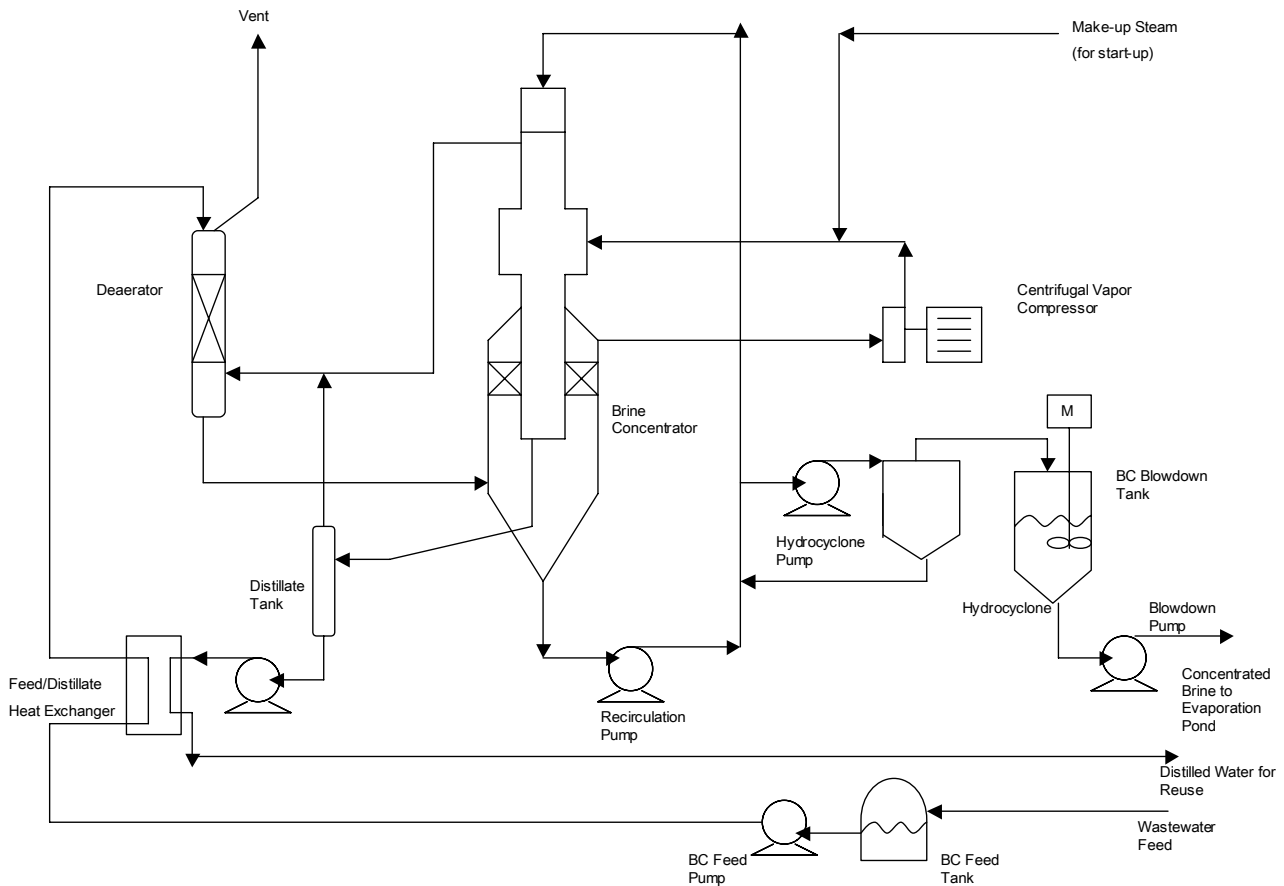 Vent
Make-up Steam
(for start-up)
Deaerator
Centrifugal Vapor
Compressor
Brine
Concentrator
M
BC Blowdown
Tank
Hydrocyclone
Pump
Distillate
Tank
Hydrocyclone
Blowdown
Pump
Feed/Distillate
Heat Exchanger
Recirculation
Pump
Concentrated
Brine to
Evaporation
Pond
Distilled Water for
Reuse
Wastewater
Feed
BC Feed
Pump
BC Feed
Tank